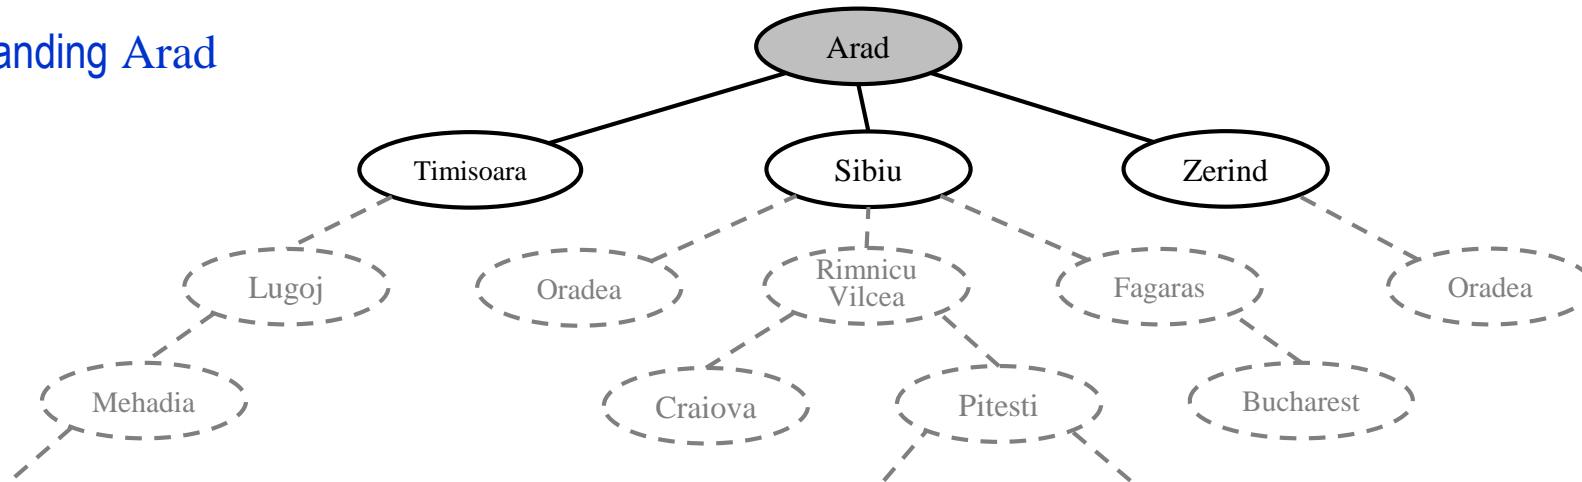 anding Arad
Arad
Timisoara
Sibiu
Zerind
Lugoj
Oradea
Rimnicu
Vilcea
Fagaras
Oradea
Mehadia
Craiova
Pitesti
Bucharest